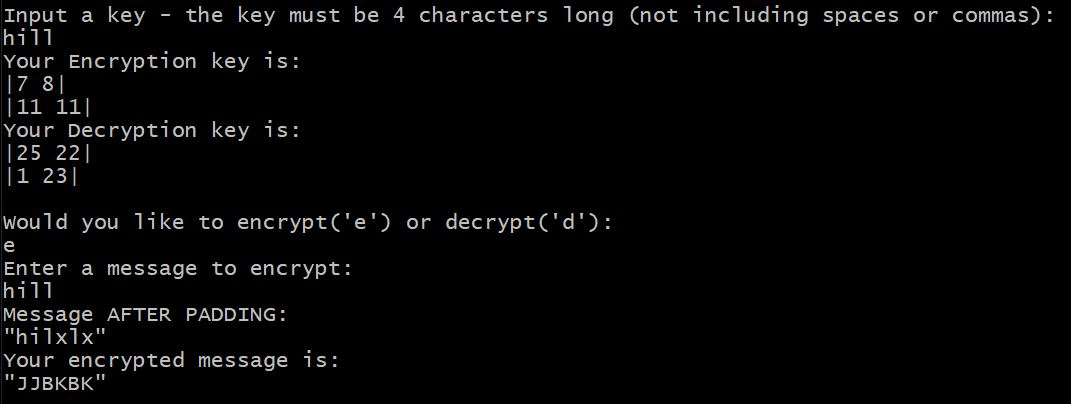 Input a key - the key must be 4 characters long (not including spaces or commas):
hill
Your Encryption key is:
|7 8|
|11 11|
Your Decryption key is:
|25 22|
|1 23|
Would you like to encrypt('e') or decrypt('d'):
e
Enter a message to encrypt:
hill
Message AFTER PADDING:
"hilxlx"
Your encrypted message is:
"JJBKBK"